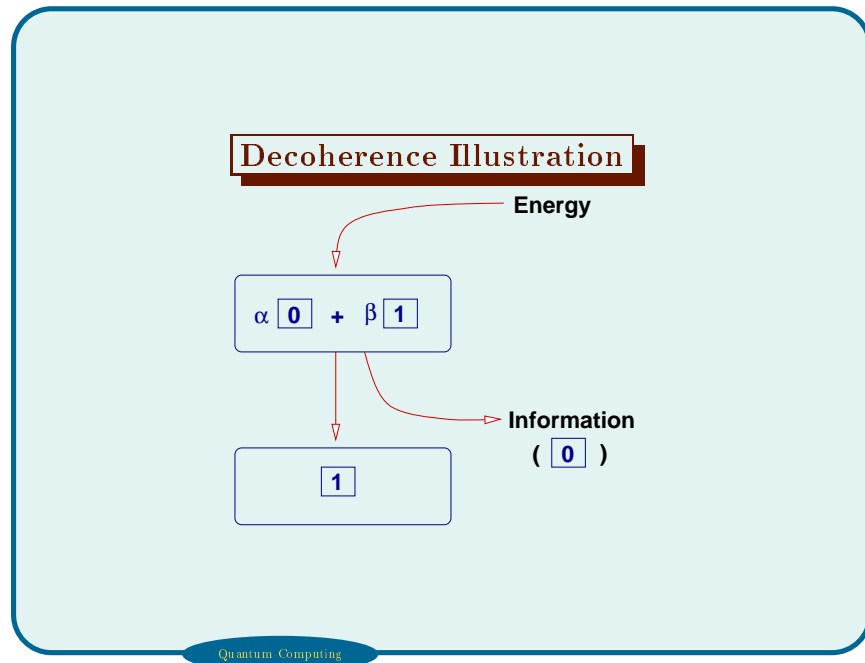 Decoherence Illustration
Energy
α 0 + β 1
Information
( 0 )
1
Quantum Computing